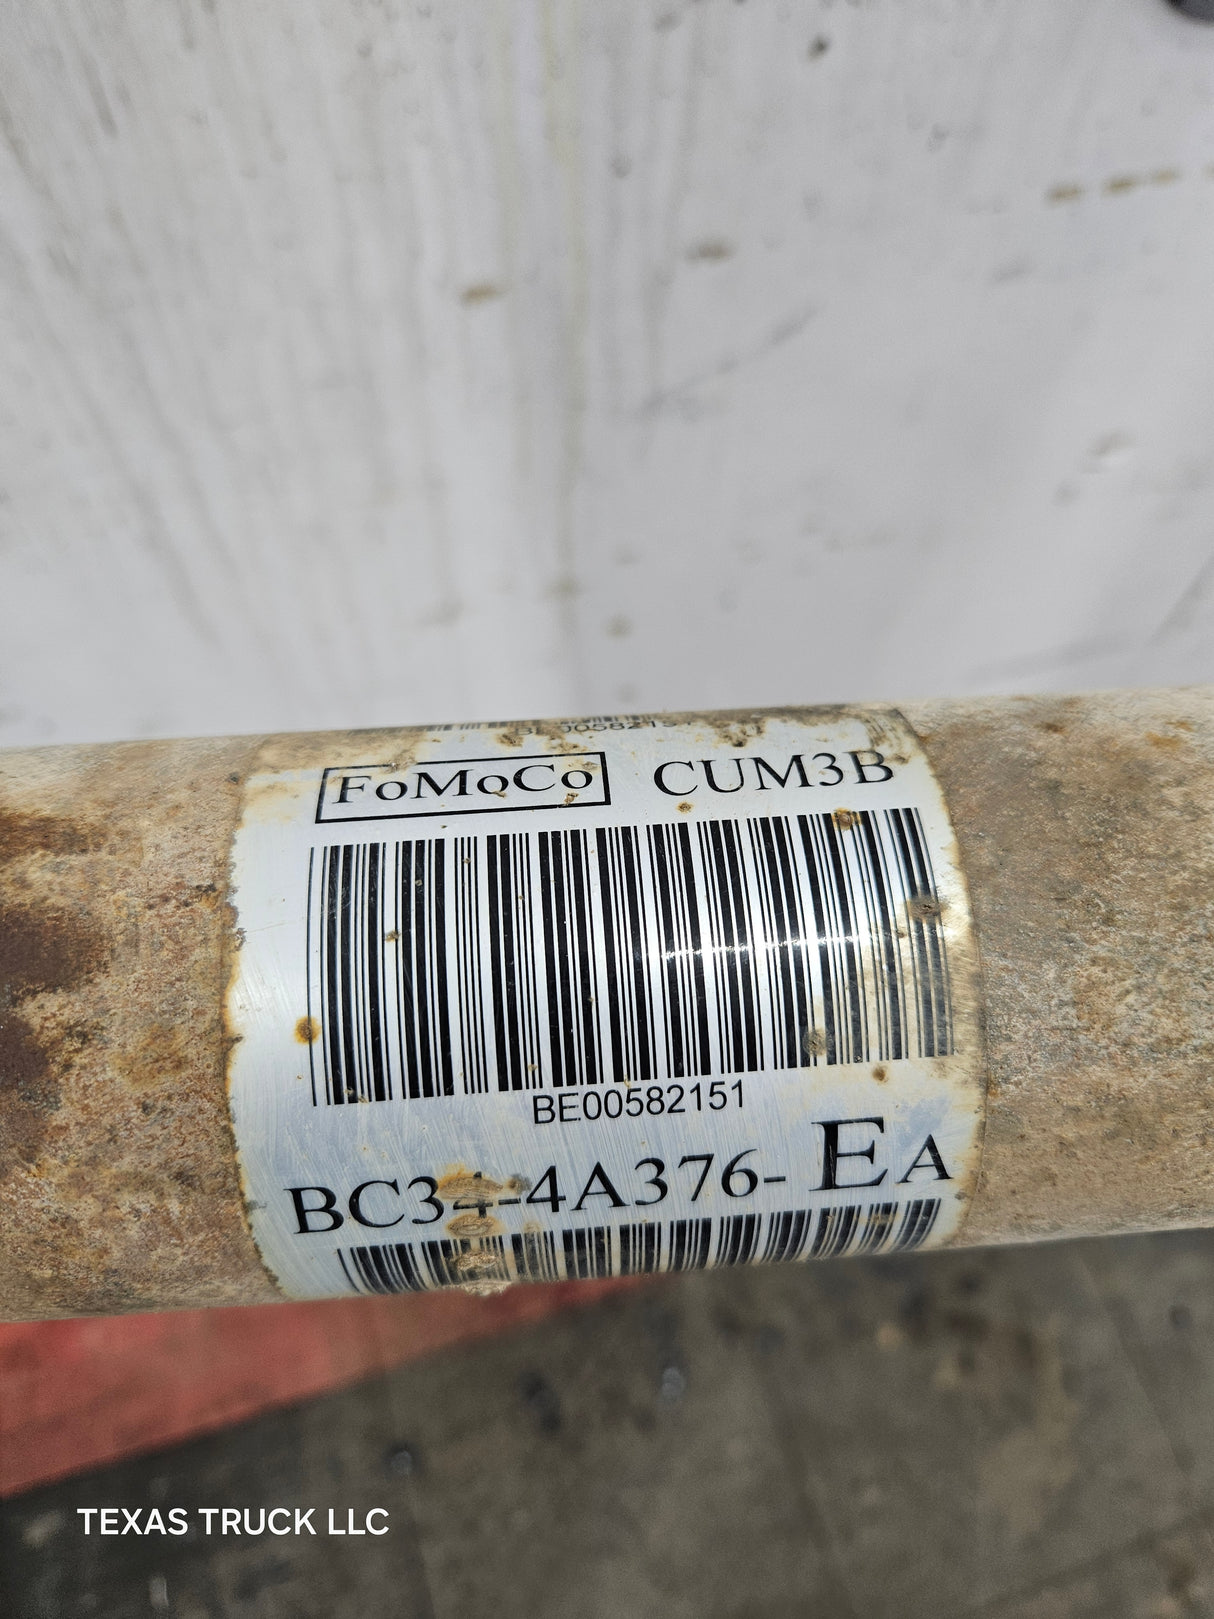 FoMoCo CUM3B
BE00582151
BC34-4A376-EA
TEXAS TRUCK LLC